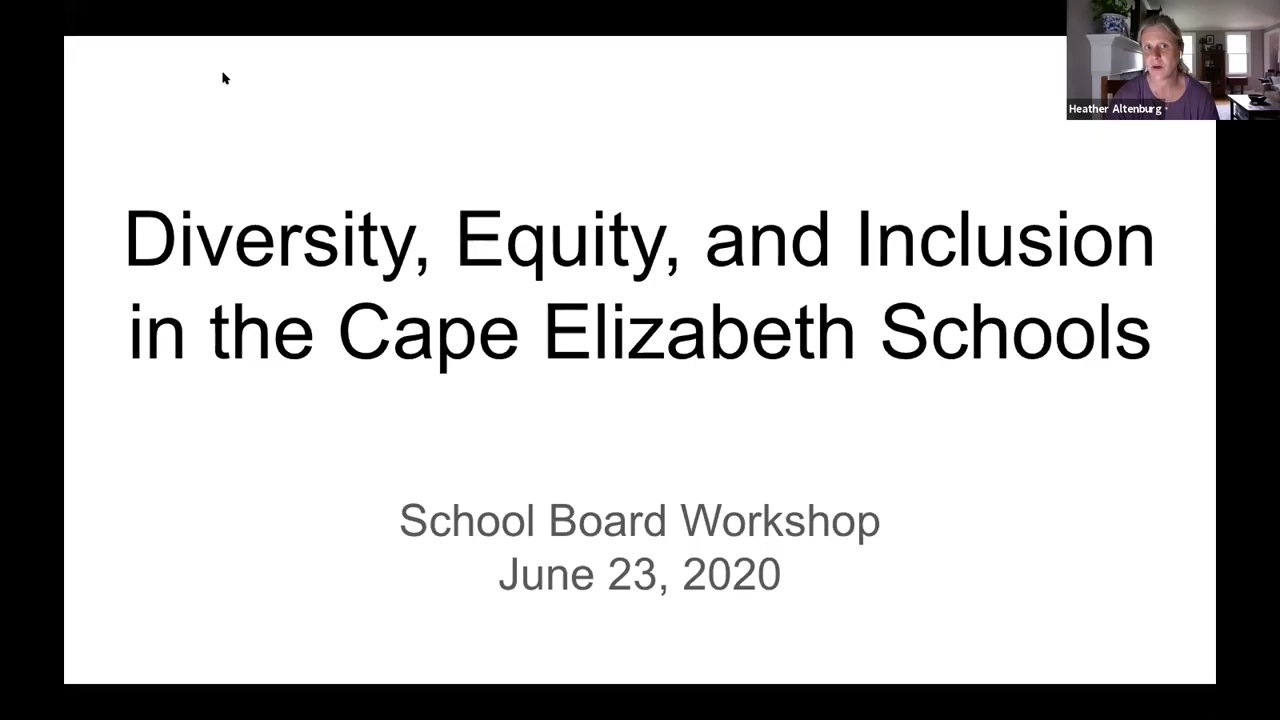 Heather Altenburg
Diversity, Equity, and Inclusion
in the Cape Elizabeth Schools
School Board Workshop
June 23, 2020